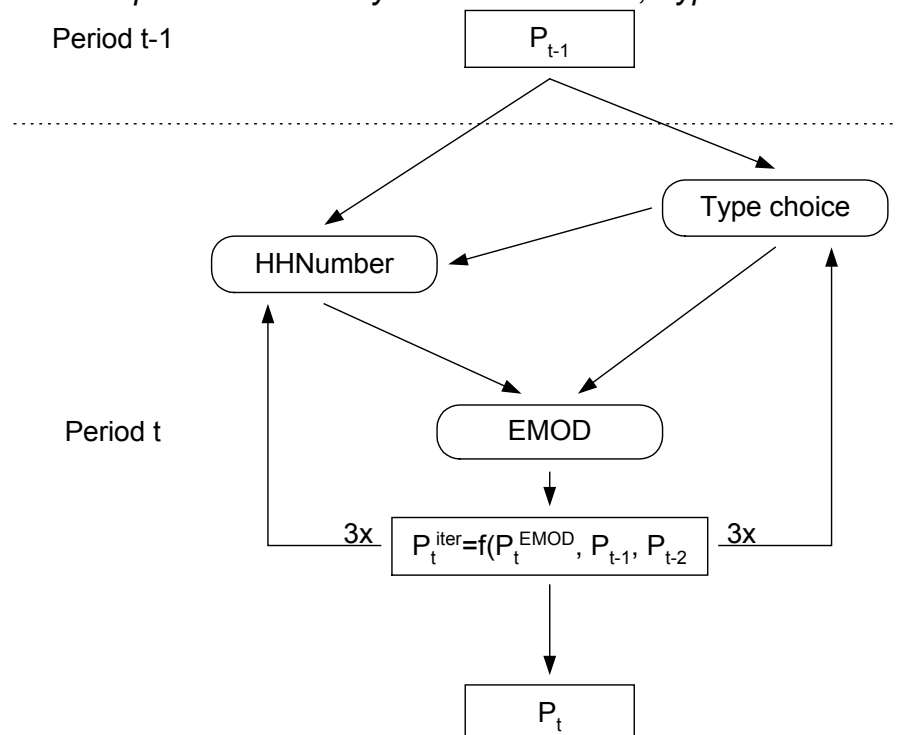 Period t-1
P_{t-1}
Type choice
HHNumber
Period t
EMOD
3x
P_t^{iter}=f(P_t^{EMOD}, P_{t-1}, P_{t-2}
3x
P_t